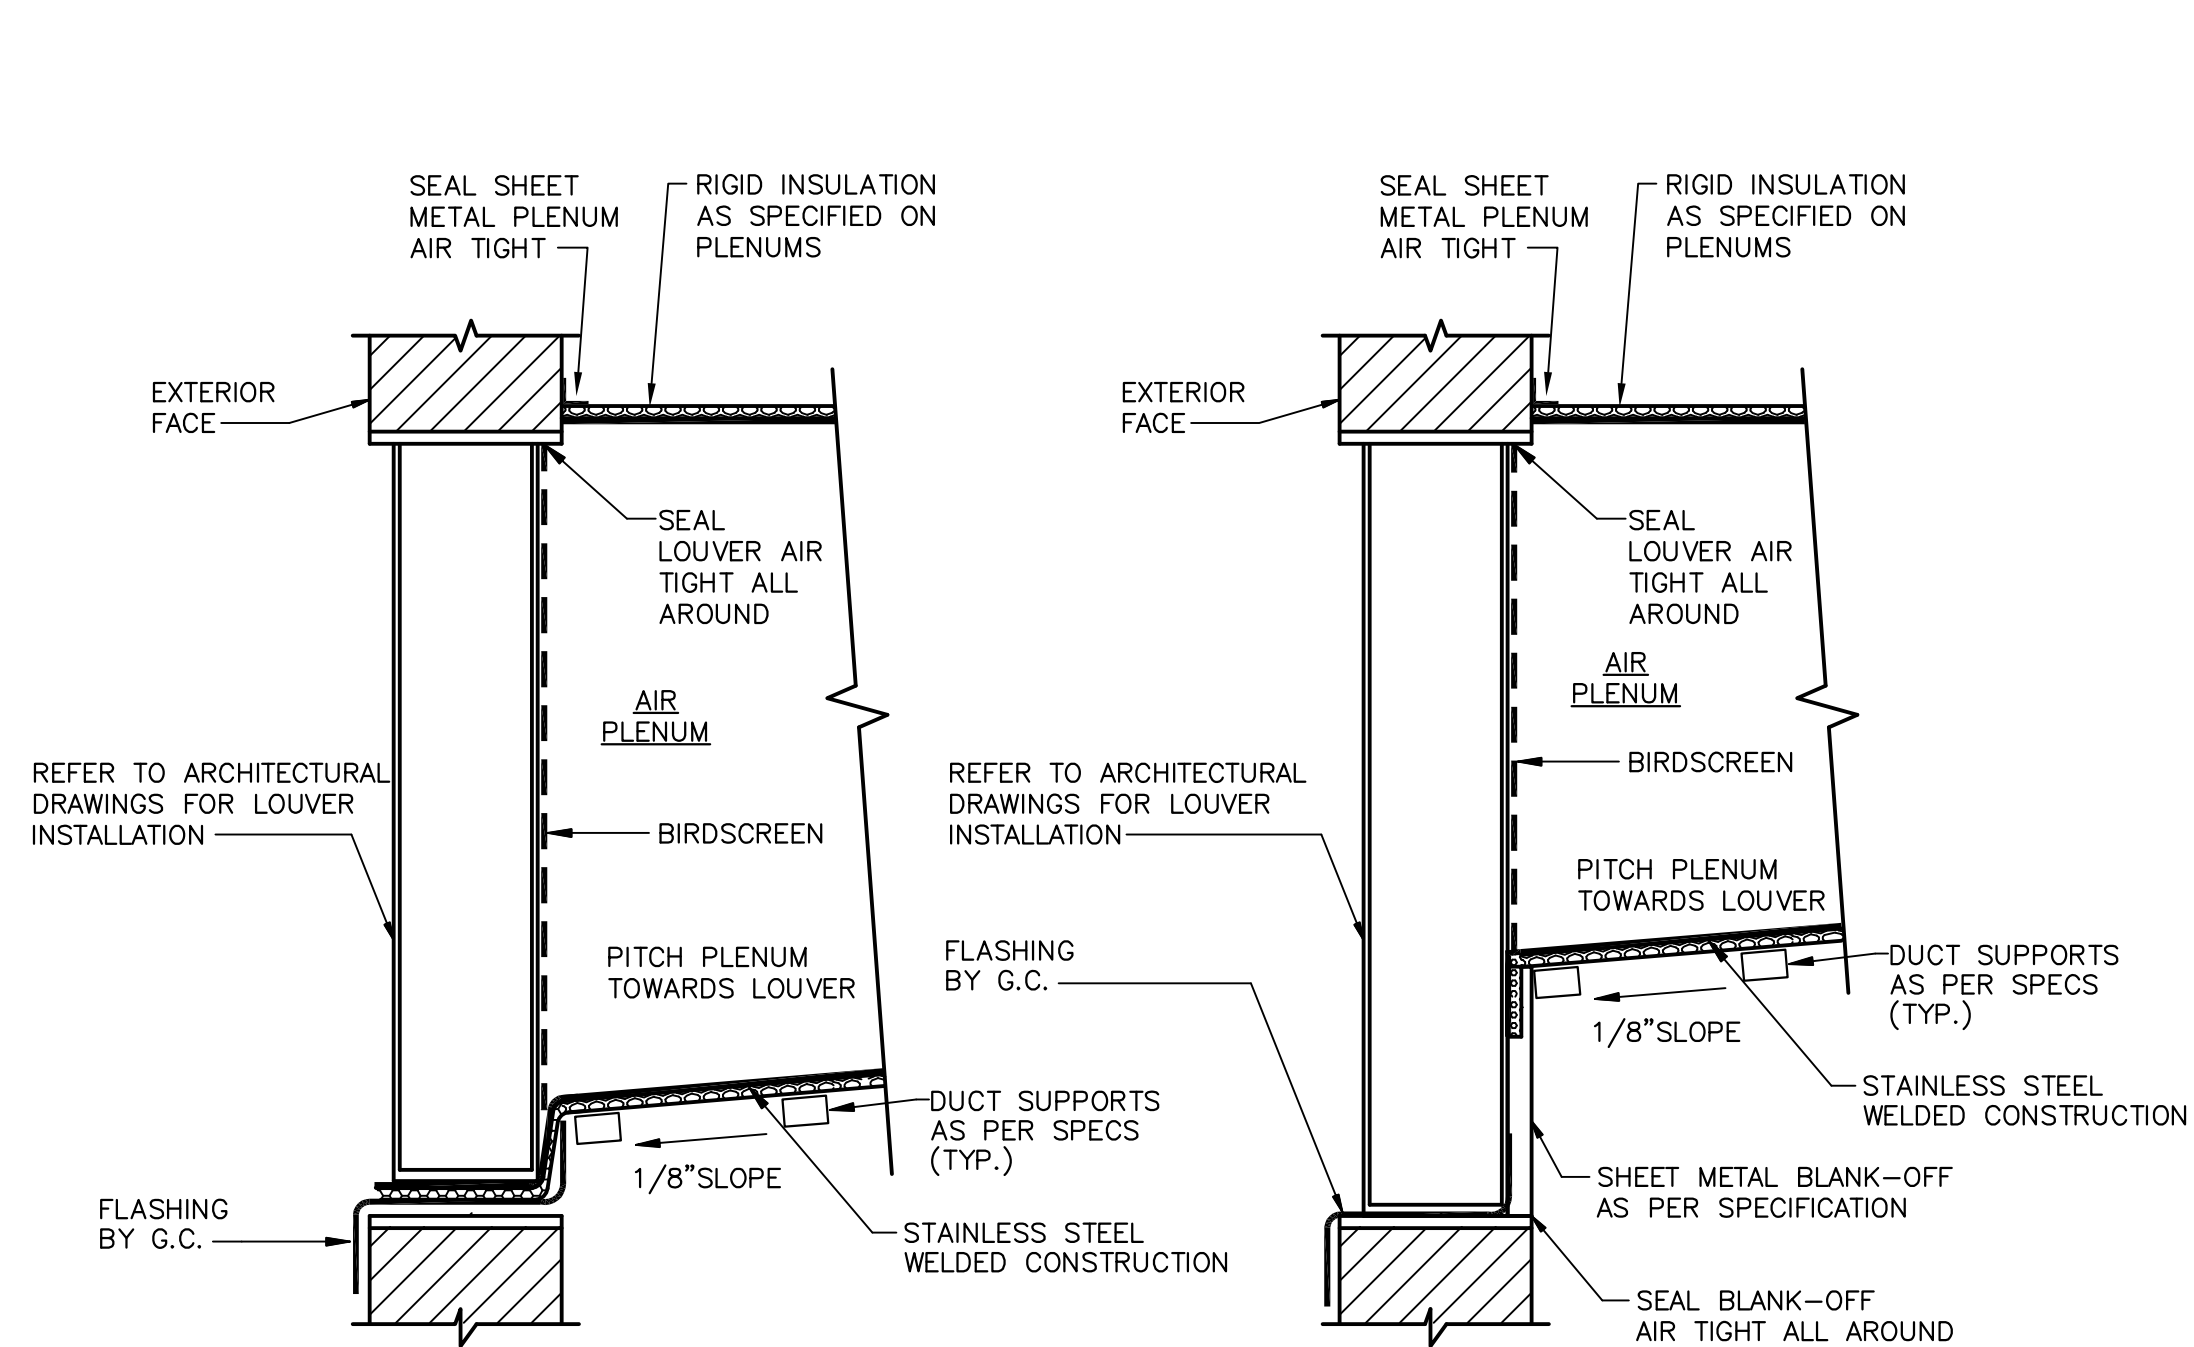 SEAL SHEET
METAL PLENUM
AIR TIGHT
RIGID INSULATION
AS SPECIFIED ON
PLENUMS
EXTERIOR
FACE
SEAL
LOUVER AIR
TIGHT ALL
AROUND
AIR
PLENUM
REFER TO ARCHITECTURAL
DRAWINGS FOR LOUVER
INSTALLATION
BIRDSCREEN
PITCH PLENUM
TOWARDS LOUVER
DUCT SUPPORTS
AS PER SPECS
(TYP.)
1/8"SLOPE
FLASHING
BY G.C.
STAINLESS STEEL
WELDED CONSTRUCTION
SEAL SHEET
METAL PLENUM
AIR TIGHT
RIGID INSULATION
AS SPECIFIED ON
PLENUMS
EXTERIOR
FACE
SEAL
LOUVER AIR
TIGHT ALL
AROUND
AIR
PLENUM
BIRDSCREEN
REFER TO ARCHITECTURAL
DRAWINGS FOR LOUVER
INSTALLATION
PITCH PLENUM
TOWARDS LOUVER
FLASHING
BY G.C.
DUCT SUPPORTS
AS PER SPECS
(TYP.)
1/8"SLOPE
STAINLESS STEEL
WELDED CONSTRUCTION
SHEET METAL BLANK-OFF
AS PER SPECIFICATION
SEAL BLANK-OFF
AIR TIGHT ALL AROUND